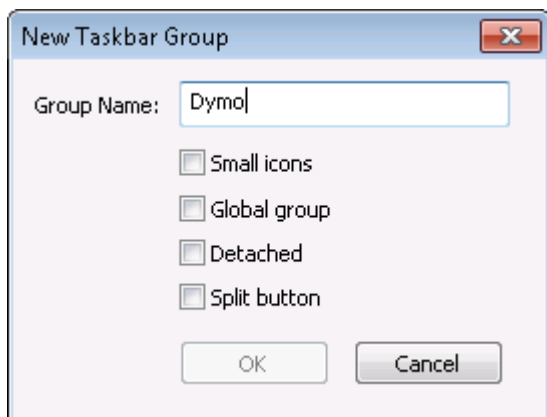 New Taskbar Group
Group Name: Dymo
Small icons
Global group
Detached
Split button
OK Cancel